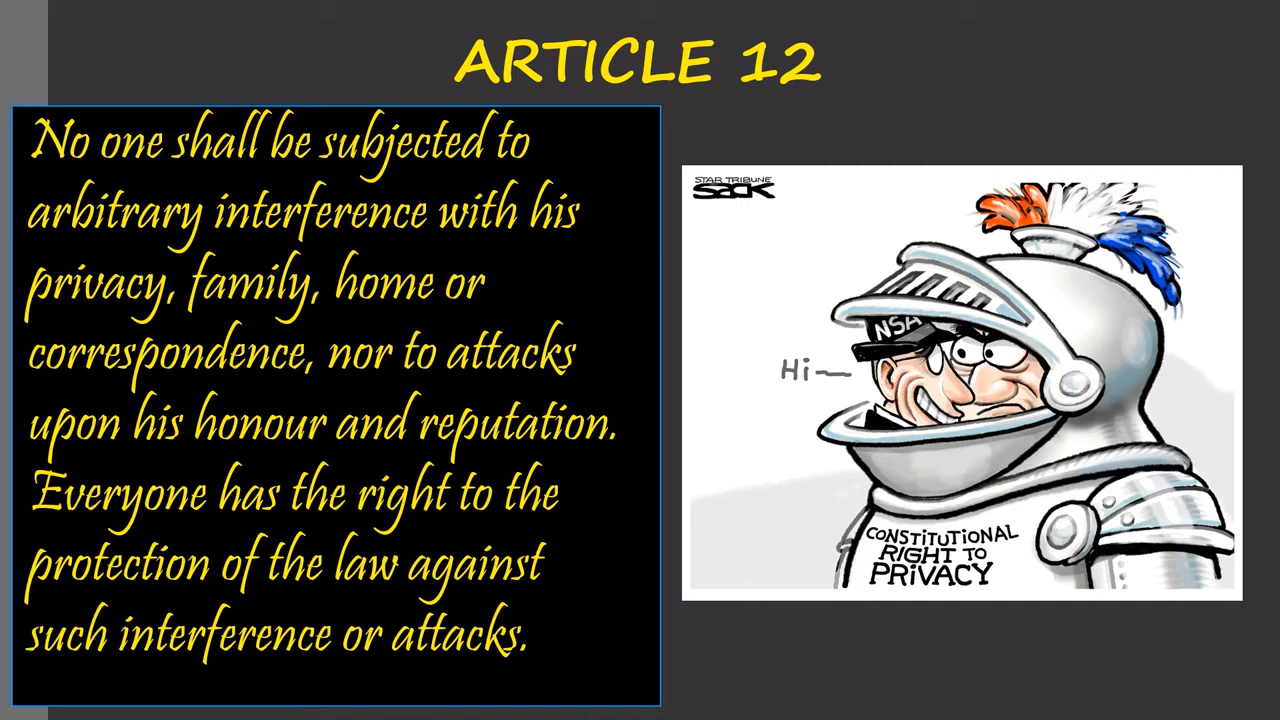 ARTICLE 12
No one shall be subjected to
arbitrary interference with his
privacy, family, home or
correspondence, nor to attacks
upon his honour and reputation.
Everyone has the right to the
protection of the law against
such interference or attacks.
STAR TRIBUNE
SACK
NSA
Hi
CONSTITUTIONAL
RIGHT TO
PRIVACY